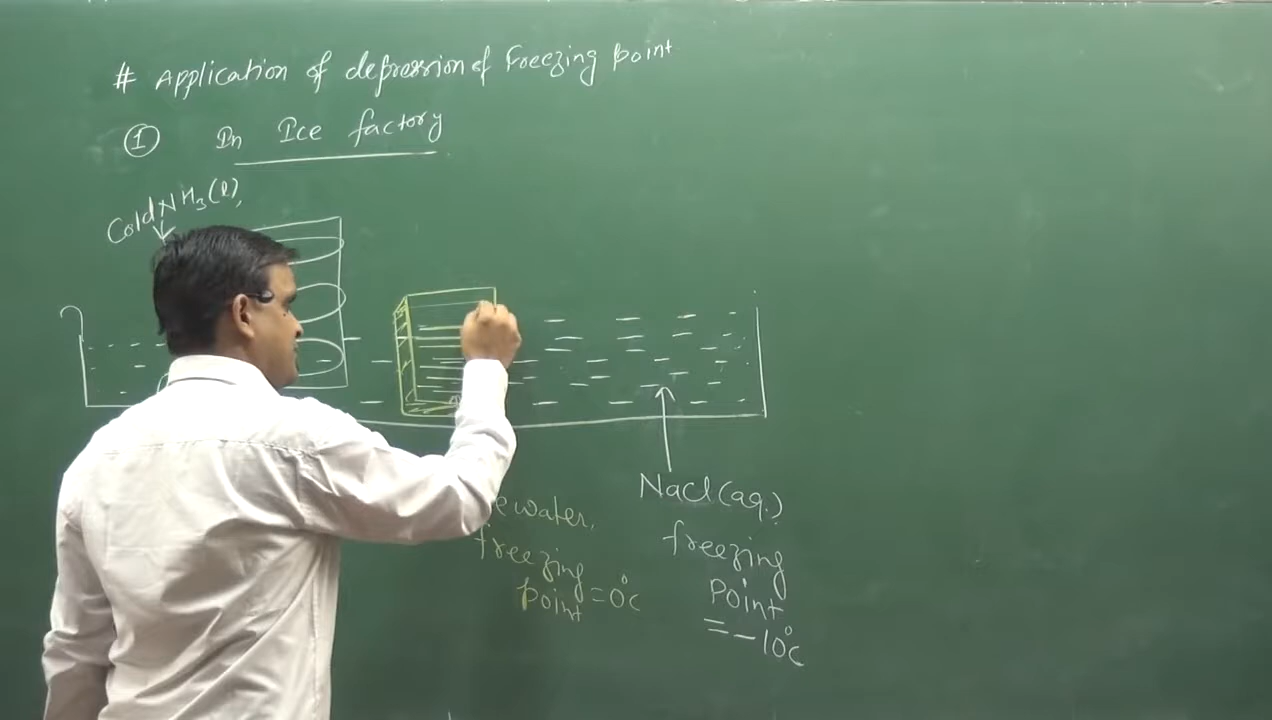 # Application of depression of Freezing point
① In Ice factory
Cold NH₃(l),
water,
freezing
point = 0°c
NaCl (aq.)
freezing
Point
= -10°c